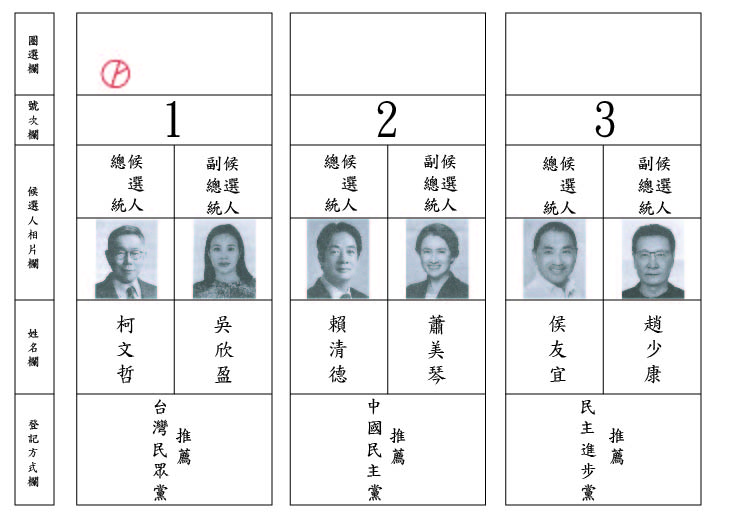 圈選欄
號次欄
1
2
3
候選人相片欄
總統候選人
副總統候選人
總統候選人
副總統候選人
總統候選人
副總統候選人
姓名欄
柯文哲
吳欣盈
賴清德
蕭美琴
侯友宜
趙少康
登記方式欄
台灣民眾黨
推薦
中國民主黨
推薦
民主進步黨
推薦